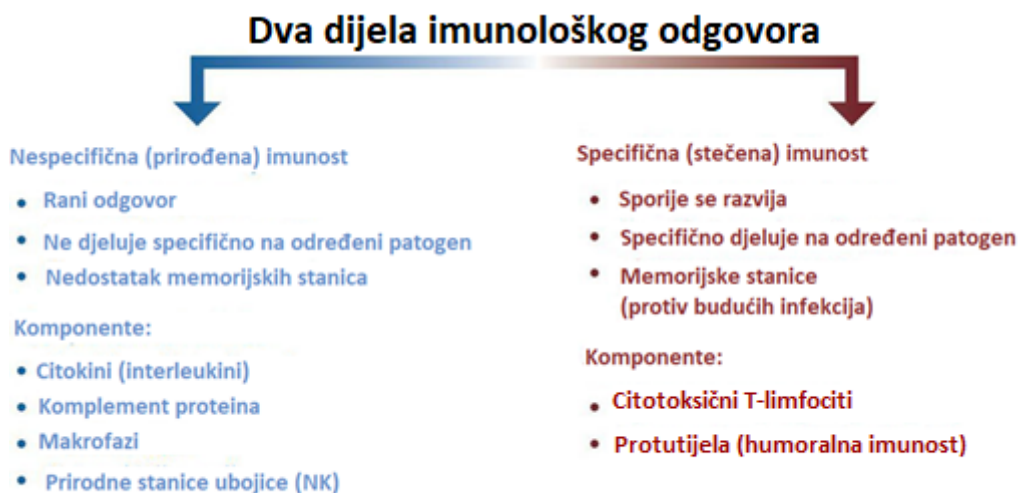 Dva dijela imunološkog odgovora
Nespecifična (prirođena) imunost
Rani odgovor
Ne djeluje specifično na određeni patogen
Nedostatak memorijskih stanica
Komponente:
Citokini (interleukini)
Komplement proteina
Makrofazi
Prirodne stanice ubojice (NK)
Specifična (stečena) imunost
Sporije se razvija
Specifično djeluje na određeni patogen
Memorijske stanice
(protiv budućih infekcija)
Komponente:
Citotoksični T-limfociti
Protutijela (humoralna imunost)